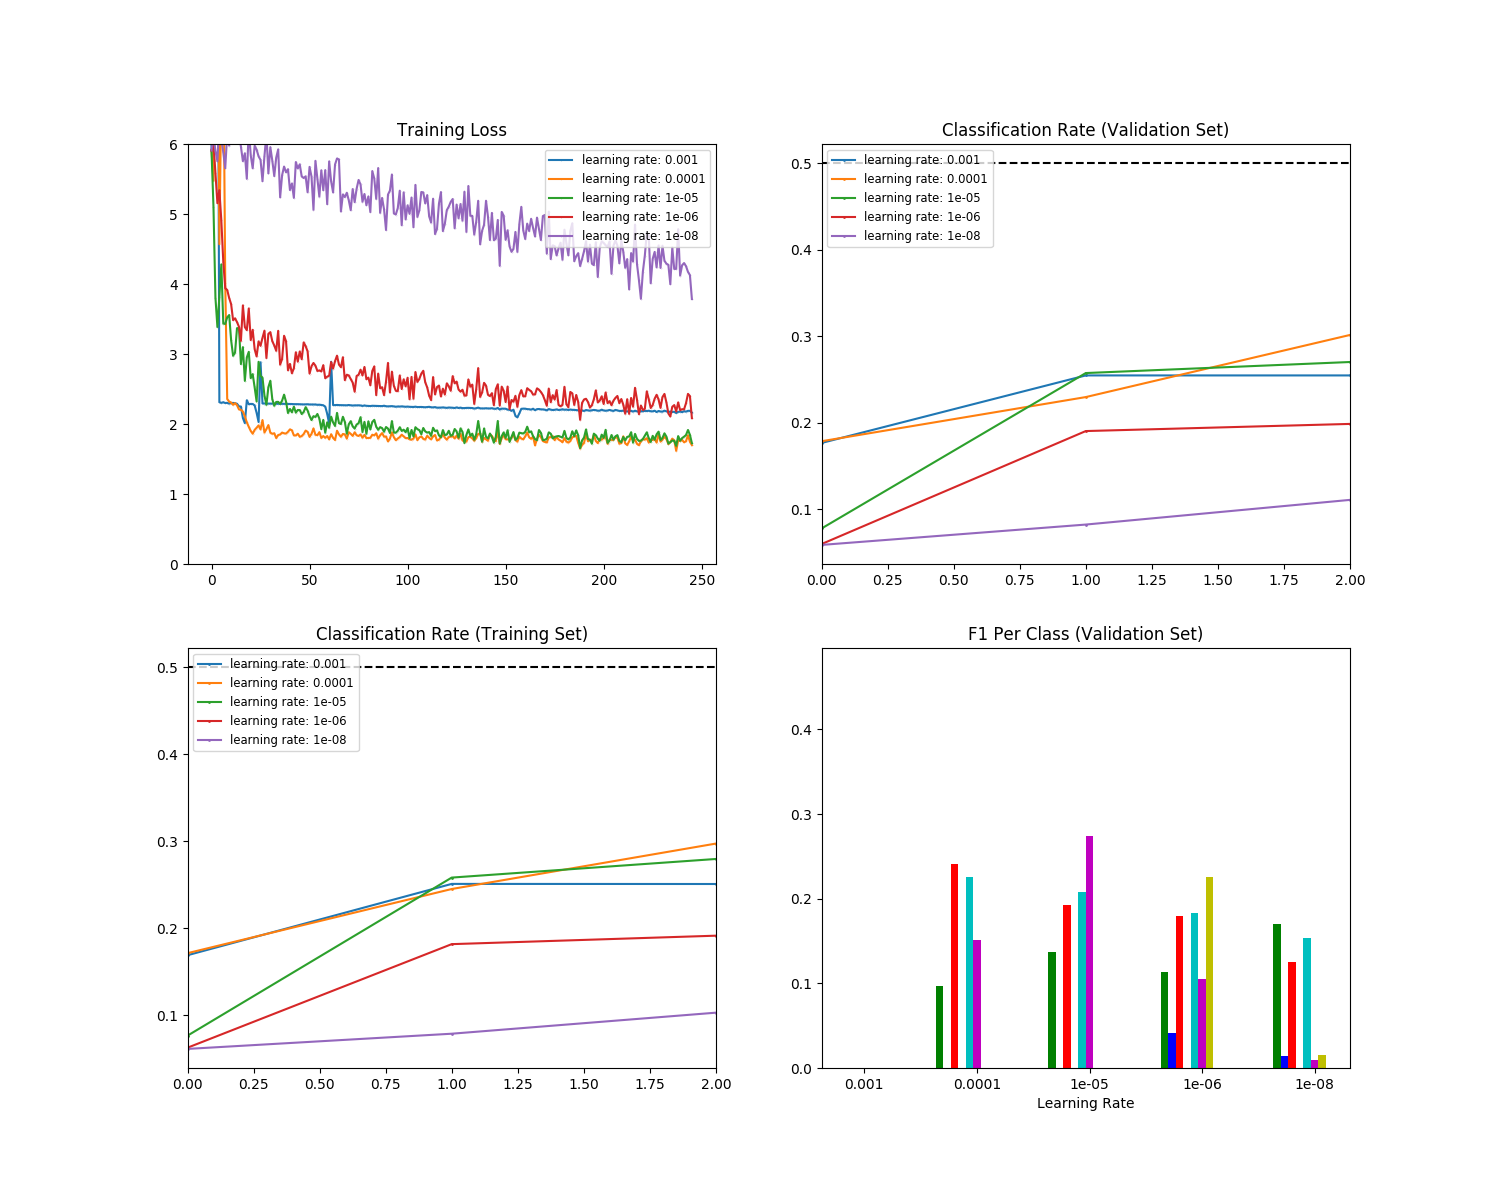 Training Loss
6
5
4
3
2
1
0
0 50 100 150 200 250
learning rate: 0.001
learning rate: 0.0001
learning rate: 1e-05
learning rate: 1e-06
learning rate: 1e-08
Classification Rate (Validation Set)
0.5
0.4
0.3
0.2
0.1
0.00 0.25 0.50 0.75 1.00 1.25 1.50 1.75 2.00
learning rate: 0.001
learning rate: 0.0001
learning rate: 1e-05
learning rate: 1e-06
learning rate: 1e-08
Classification Rate (Training Set)
0.5
0.4
0.3
0.2
0.1
0.00 0.25 0.50 0.75 1.00 1.25 1.50 1.75 2.00
learning rate: 0.001
learning rate: 0.0001
learning rate: 1e-05
learning rate: 1e-06
learning rate: 1e-08
F1 Per Class (Validation Set)
0.4
0.3
0.2
0.1
0.0
0.001 0.0001 1e-05 1e-06 1e-08
Learning Rate